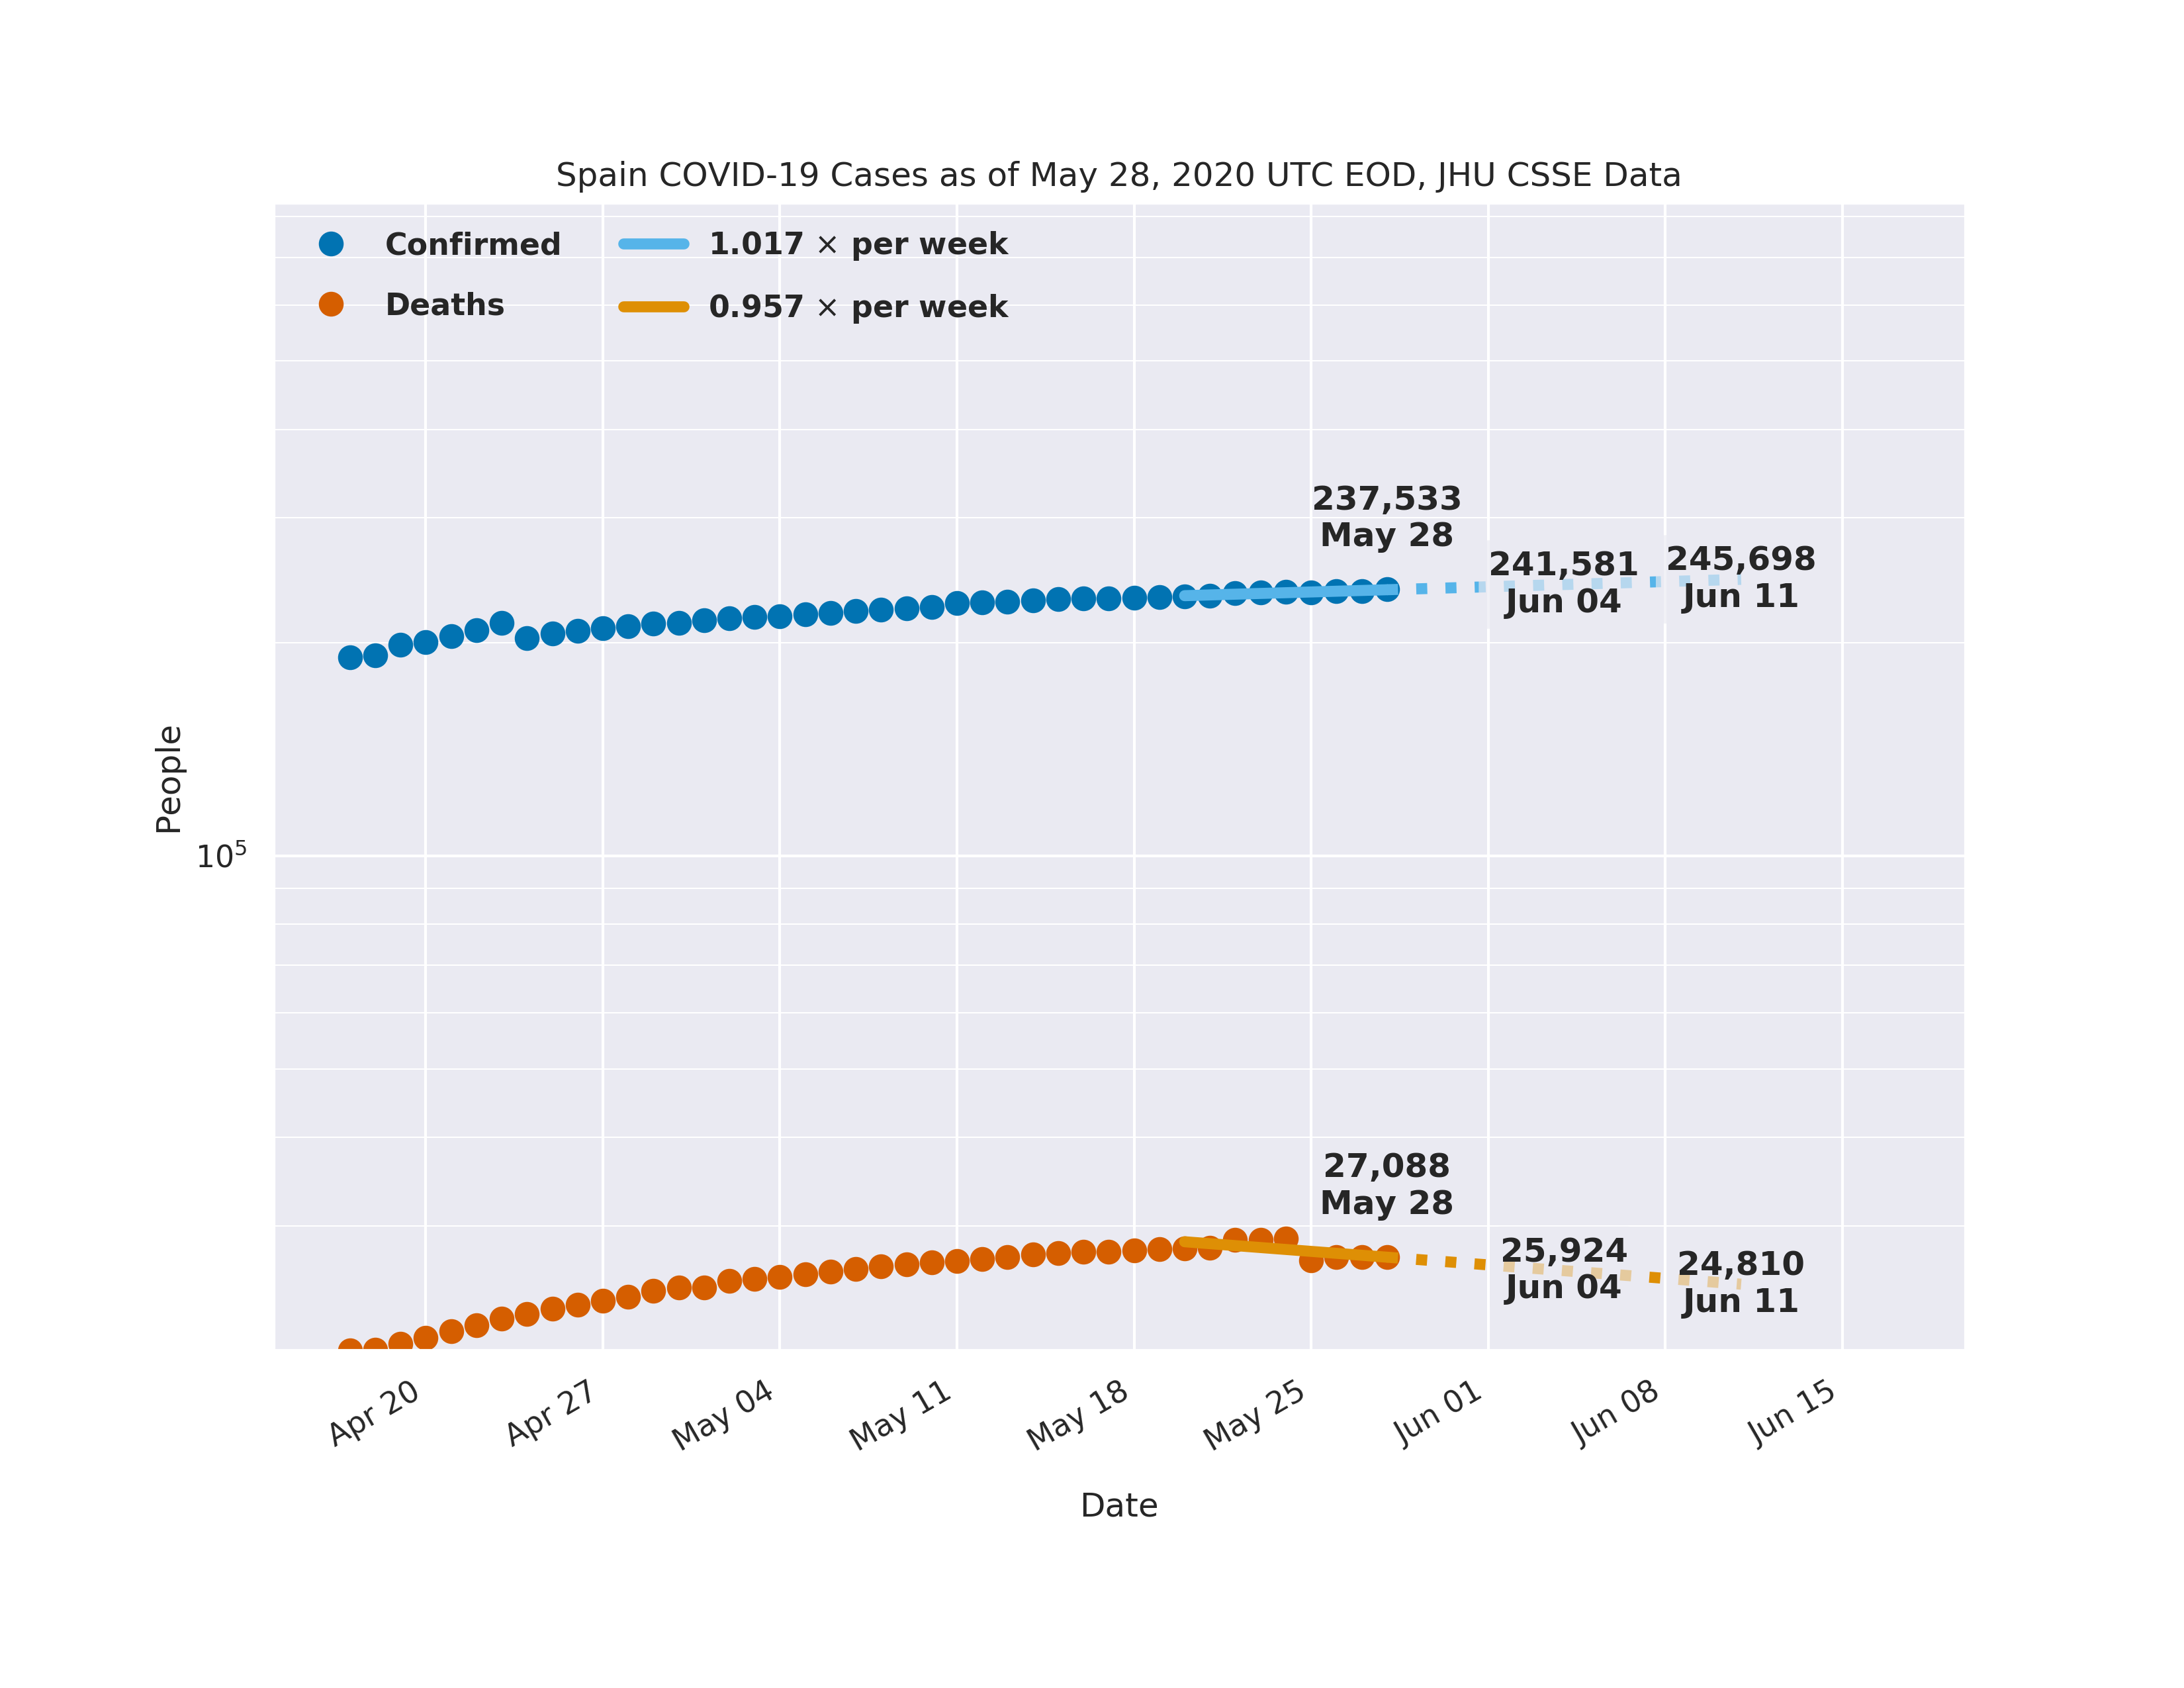 Spain COVID-19 Cases as of May 28, 2020 UTC EOD, JHU CSSE Data
Confirmed
Deaths
1.017 × per week
0.957 × per week
237,533
May 28
241,581
Jun 04
245,698
Jun 11
People
10⁵
27,088
May 28
25,924
Jun 04
24,810
Jun 11
Apr 20
Apr 27
May 04
May 11
May 18
May 25
Jun 01
Jun 08
Jun 15
Date